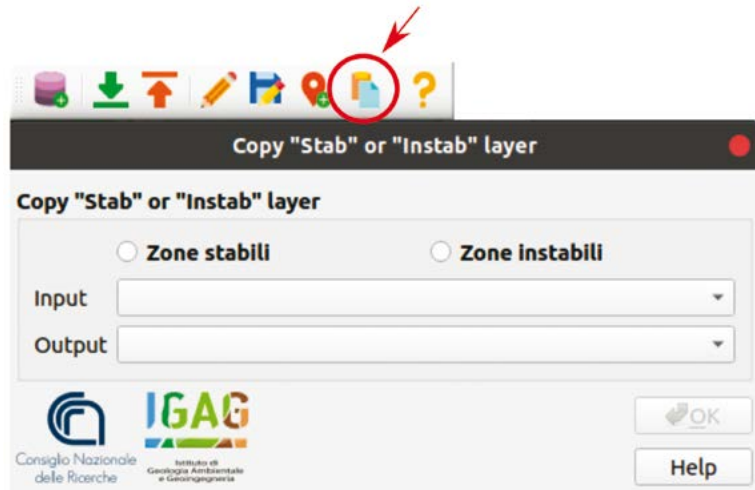 Copy "Stab" or "Instab" layer
Copy "Stab" or "Instab" layer
Zone stabili Zone instabili
Input
Output
Consiglio Nazionale
delle Ricerche
IGAG
Istituto di
Geologia Ambientale
e Geoingegneria
OK
Help